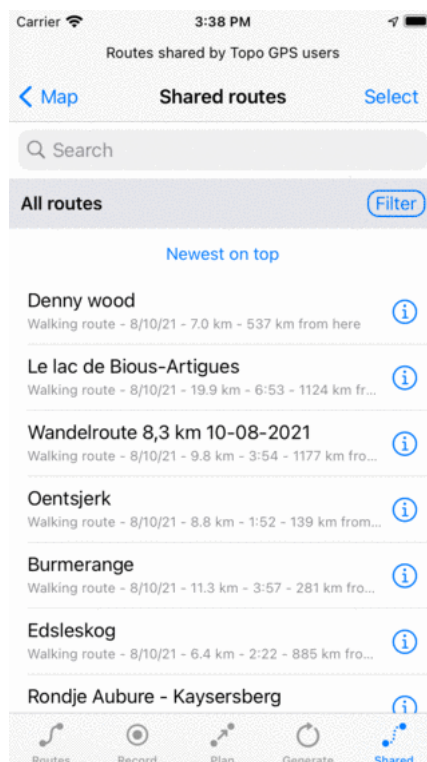 Carrier 3:38 PM
Routes shared by Topo GPS users
Map Shared routes Select
Search
All routes Filter
Newest on top
Denny wood
Walking route - 8/10/21 - 7.0 km - 537 km from here
Le lac de Bious-Artigues
Walking route - 8/10/21 - 19.9 km - 6:53 - 1124 km fr...
Wandelroute 8,3 km 10-08-2021
Walking route - 8/10/21 - 9.8 km - 3:54 - 1177 km fro...
Oentsjerk
Walking route - 8/10/21 - 8.8 km - 1:52 - 139 km from...
Burmerange
Walking route - 8/10/21 - 11.3 km - 3:57 - 281 km fro...
Edsleskog
Walking route - 8/10/21 - 6.4 km - 2:22 - 885 km fro...
Rondje Aubure - Kaysersberg
Routes Record Plan Generate Shared